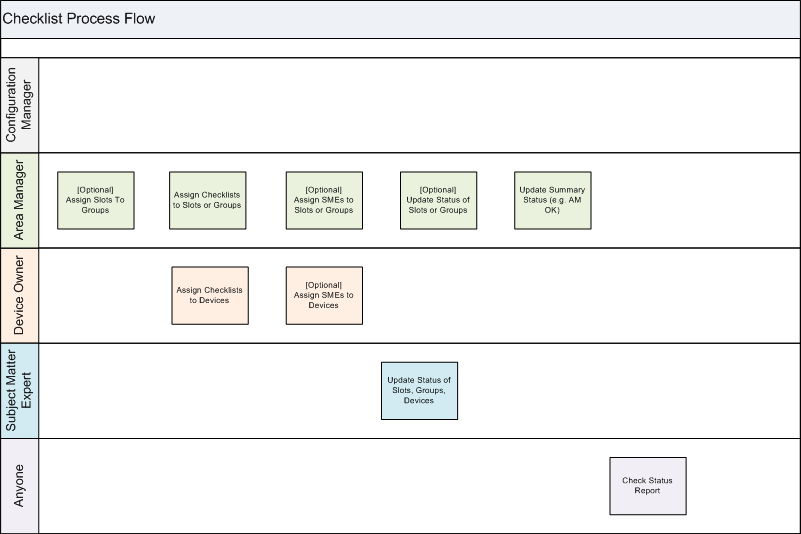 Checklist Process Flow
Configuration
Manager
Area Manager
[Optional]
Assign Slots To
Groups
Assign Checklists
to Slots or Groups
[Optional]
Assign SMEs to
Slots or Groups
[Optional]
Update Status of
Slots or Groups
Update Summary
Status (e.g. AM
OK)
Device Owner
Assign Checklists
to Devices
[Optional]
Assign SMEs to
Devices
Subject Matter
Expert
Update Status of
Slots, Groups,
Devices
Anyone
Check Status
Report